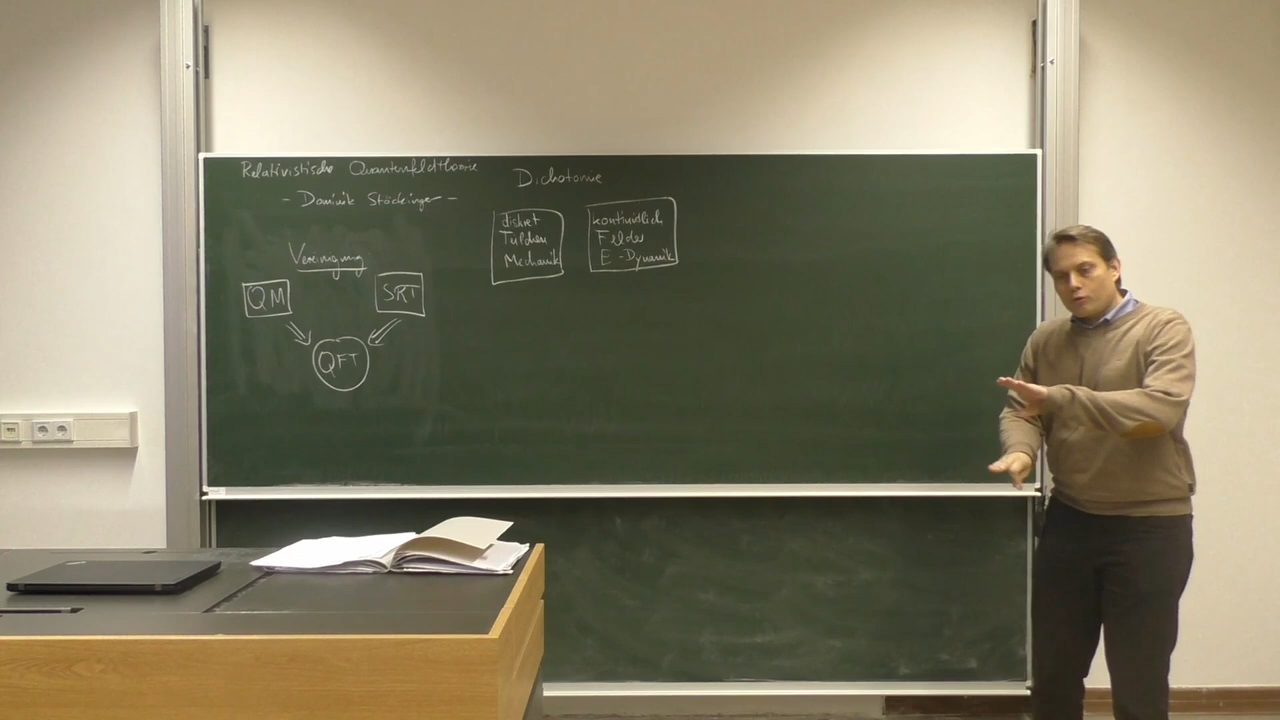 Relativistische Quantenfeldtheorie
- Dominik Stöckinger -
Vereinigung
QM
SRT
QFT
Dichotomie
diskret
Teilchen
Mechanik
kontinuierlich
Felder
E-Dynamik